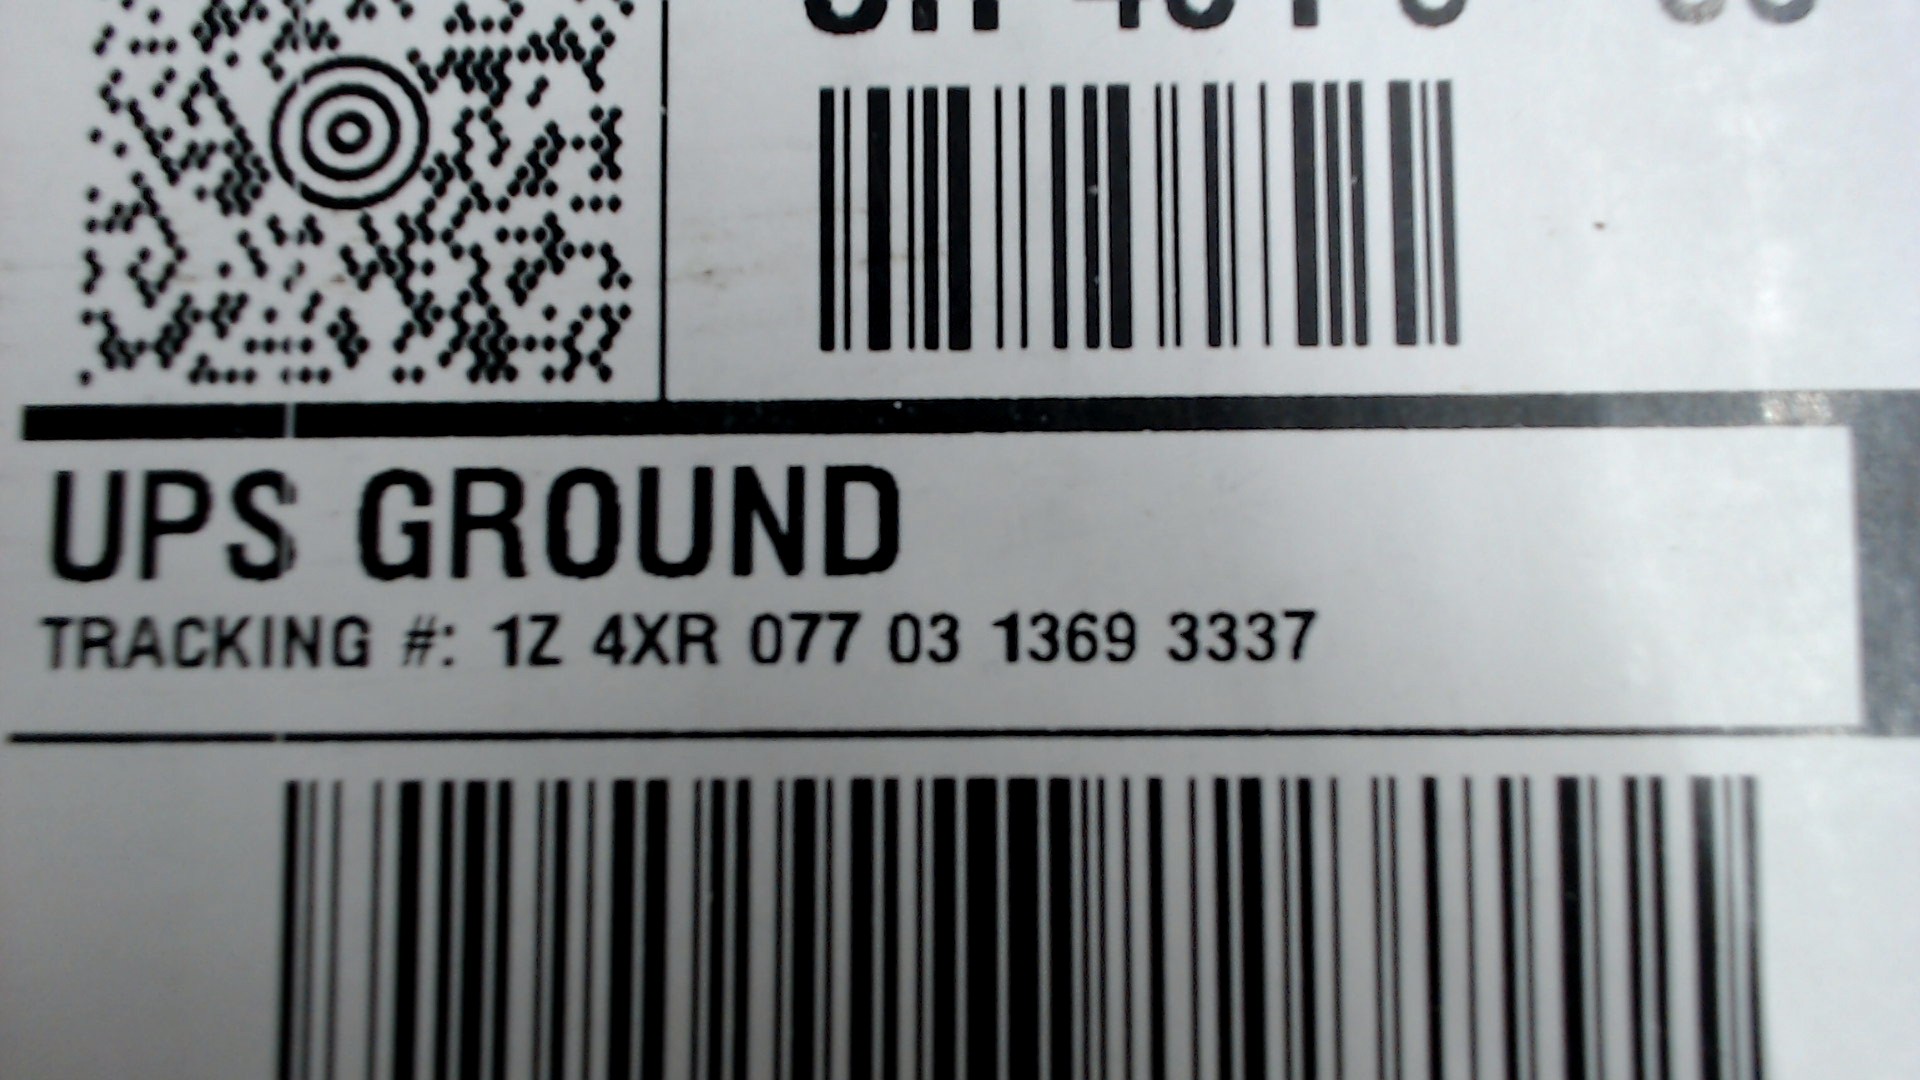 UPS GROUND
TRACKING #: 1Z 4XR 077 03 1369 3337